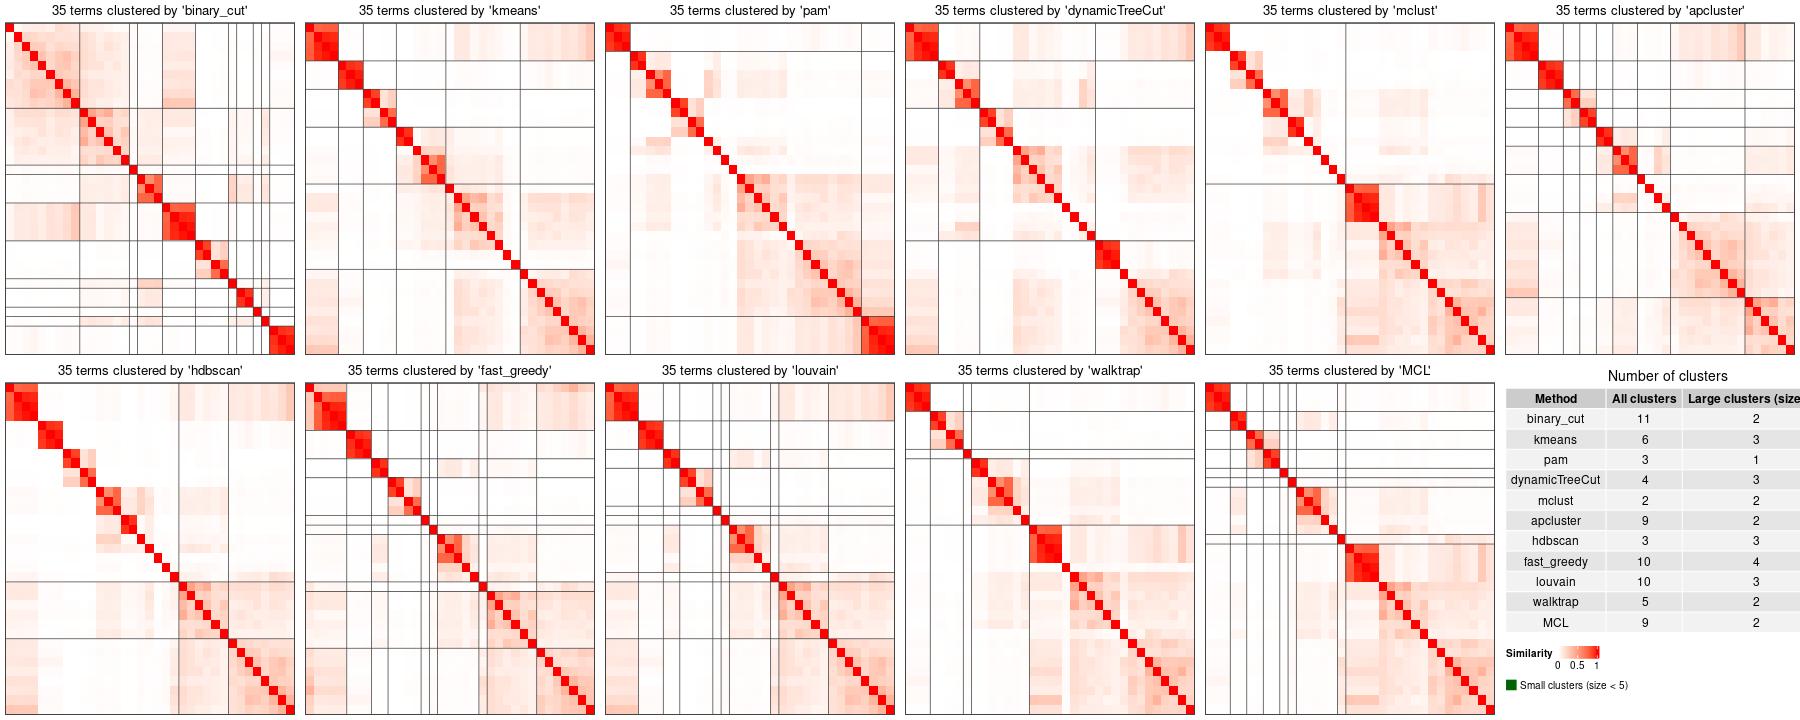 35 terms clustered by 'binary_cut'
35 terms clustered by 'kmeans'
35 terms clustered by 'pam'
35 terms clustered by 'dynamicTreeCut'
35 terms clustered by 'mclust'
35 terms clustered by 'apcluster'
35 terms clustered by 'hdbscan'
35 terms clustered by 'fast_greedy'
35 terms clustered by 'louvain'
35 terms clustered by 'walktrap'
35 terms clustered by 'MCL'
Number of clusters
Method All clusters Large clusters (size
binary_cut 11 2
kmeans 6 3
pam 3 1
dynamicTreeCut 4 3
mclust 2 2
apcluster 9 2
hdbscan 3 3
fast_greedy 10 4
louvain 10 3
walktrap 5 2
MCL 9 2
Similarity
0 0.5 1
Small clusters (size < 5)